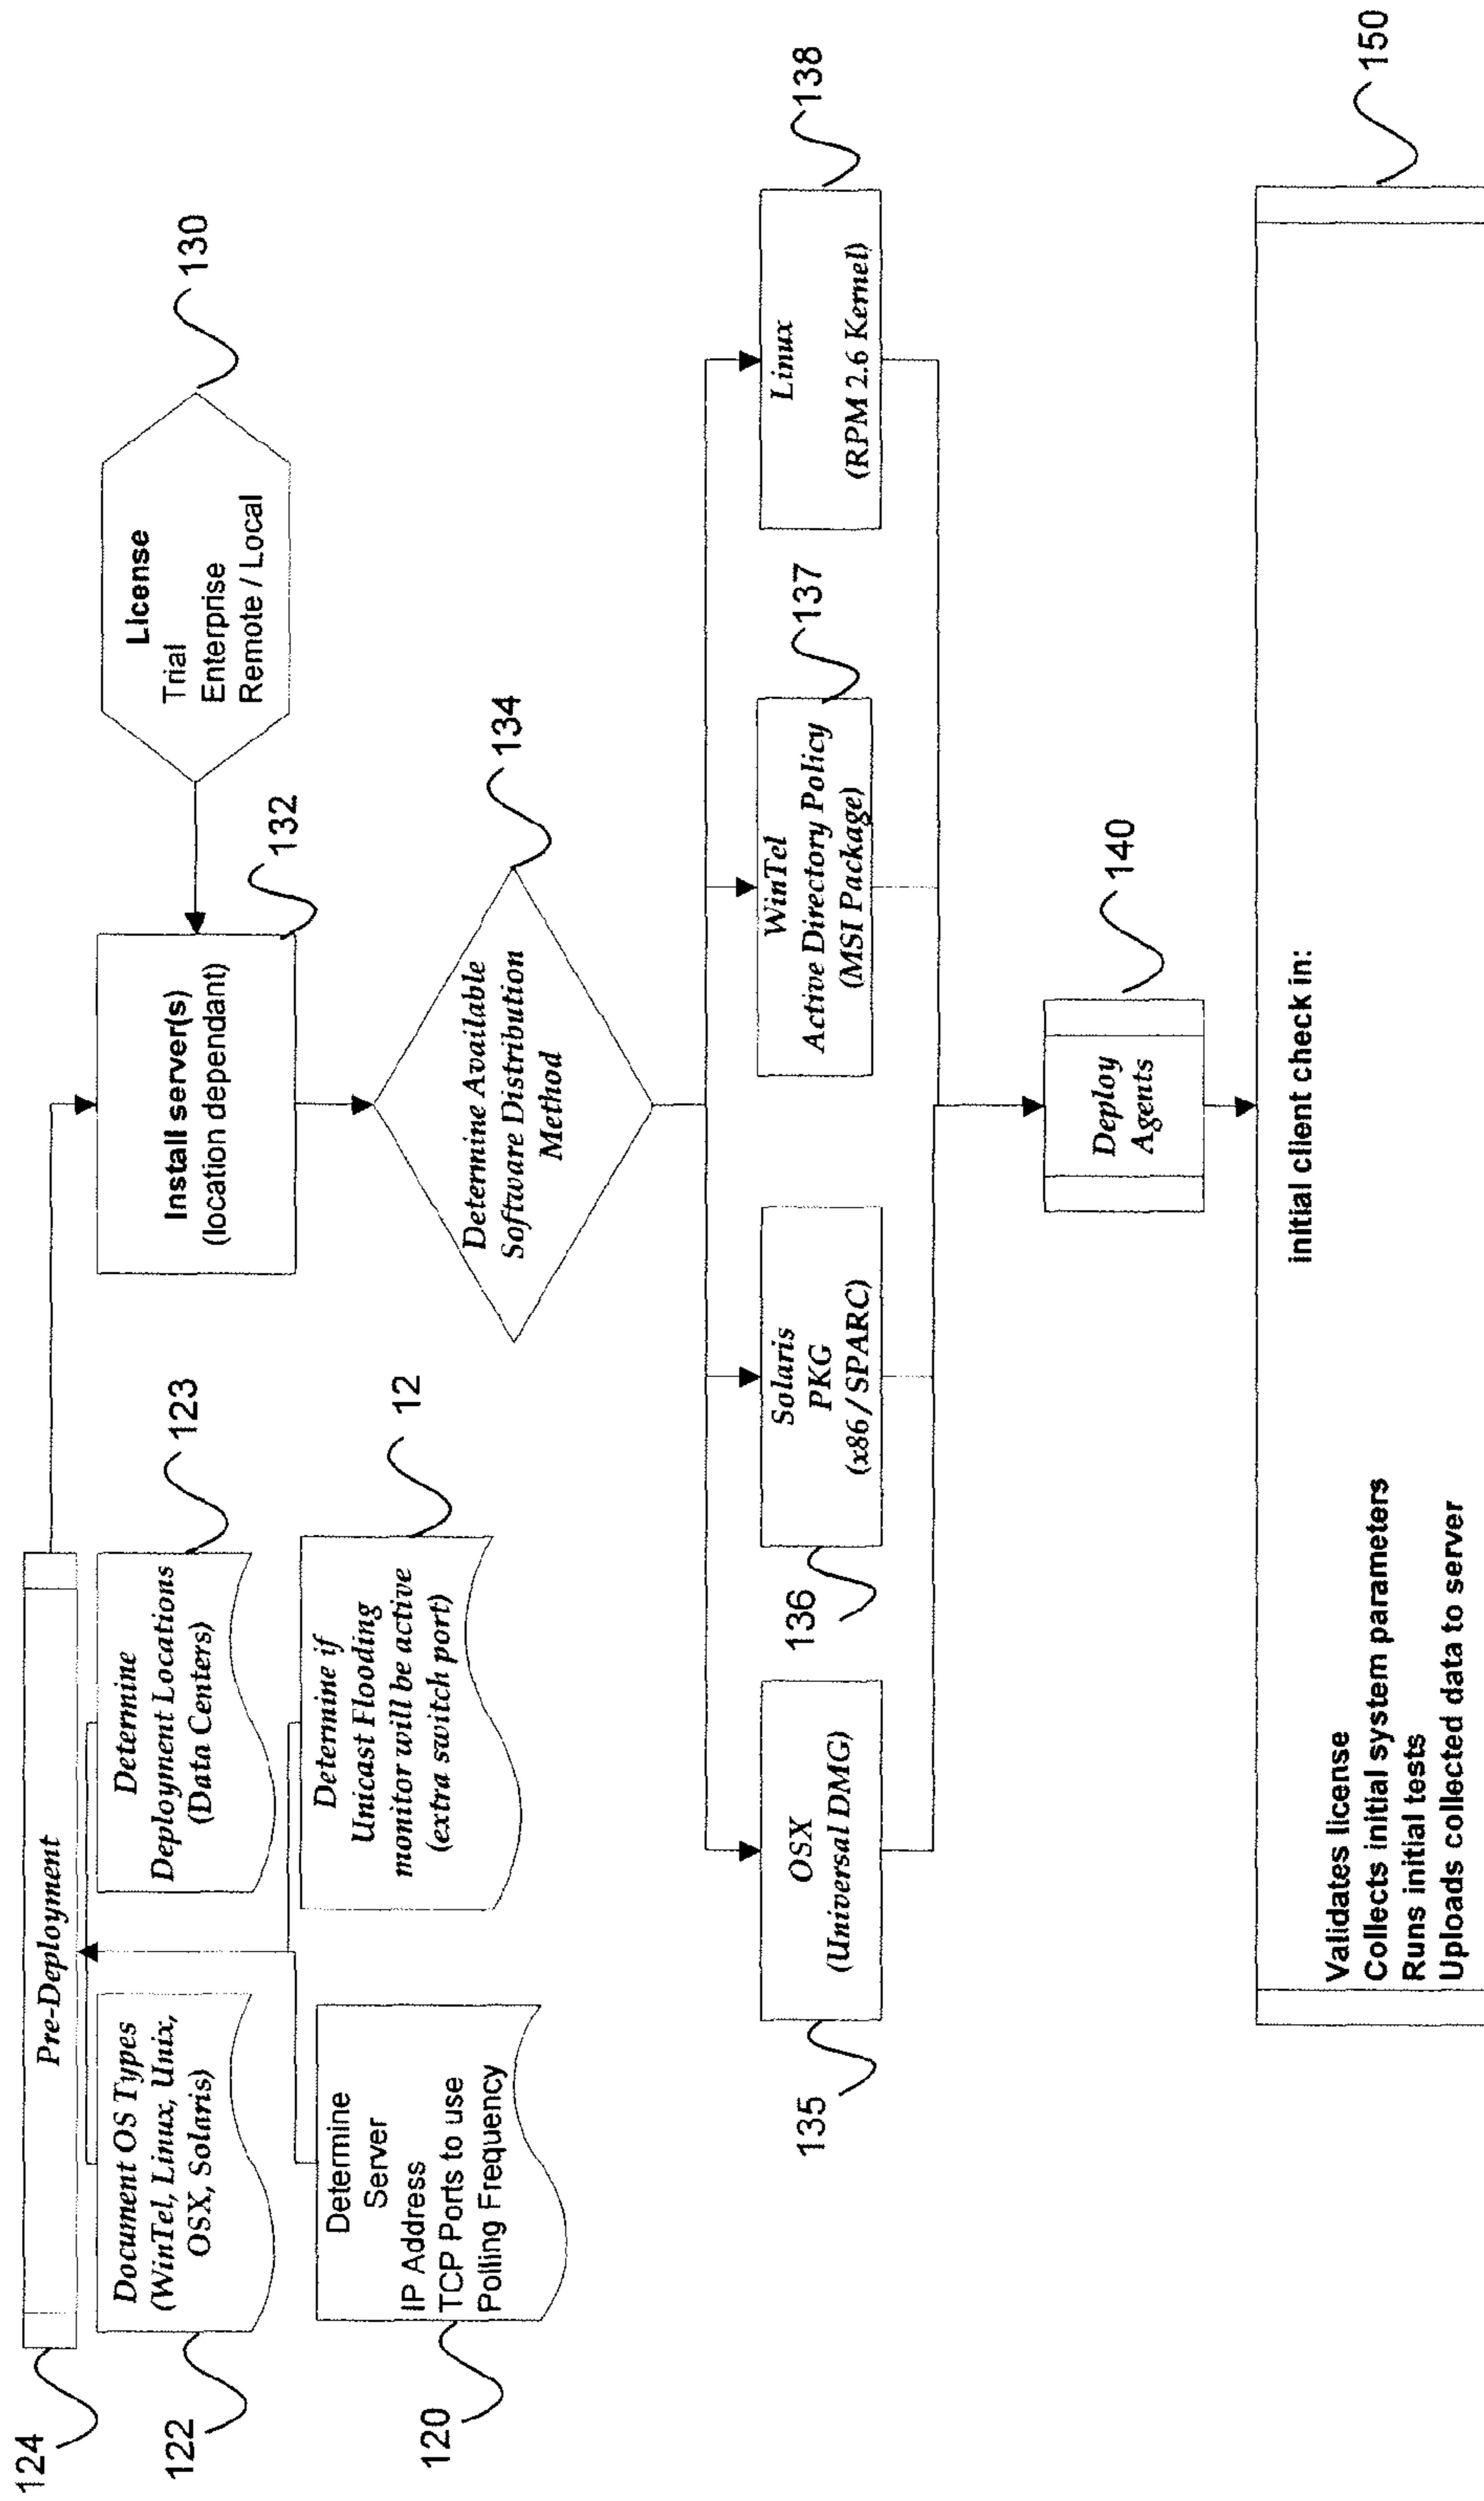 124
Pre-Deployment
122
Document OS Types
(WinTel, Linux, Unix,
OSX, Solaris)
Determine
Deployment Locations
(Data Centers)
123
120
Determine
Server
IP Address
TCP Ports to use
Polling Frequency
Determine if
Unicast Flooding
monitor will be active
(extra switch port)
12
License
Trial
Enterprise
Remote / Local
130
Install server(s)
(location dependant)
132
Determine Available
Software Distribution
Method
134
135
OSX
(Universal DMG)
136
Solaris
PKG
(x86/SPARC)
WinTel
Active Directory Policy
(MSI Package)
137
Linux
(RPM 2.6 Kernel)
138
Deploy
Agents
140
initial client check in:
150
Validates license
Collects initial system parameters
Runs initial tests
Uploads collected data to server